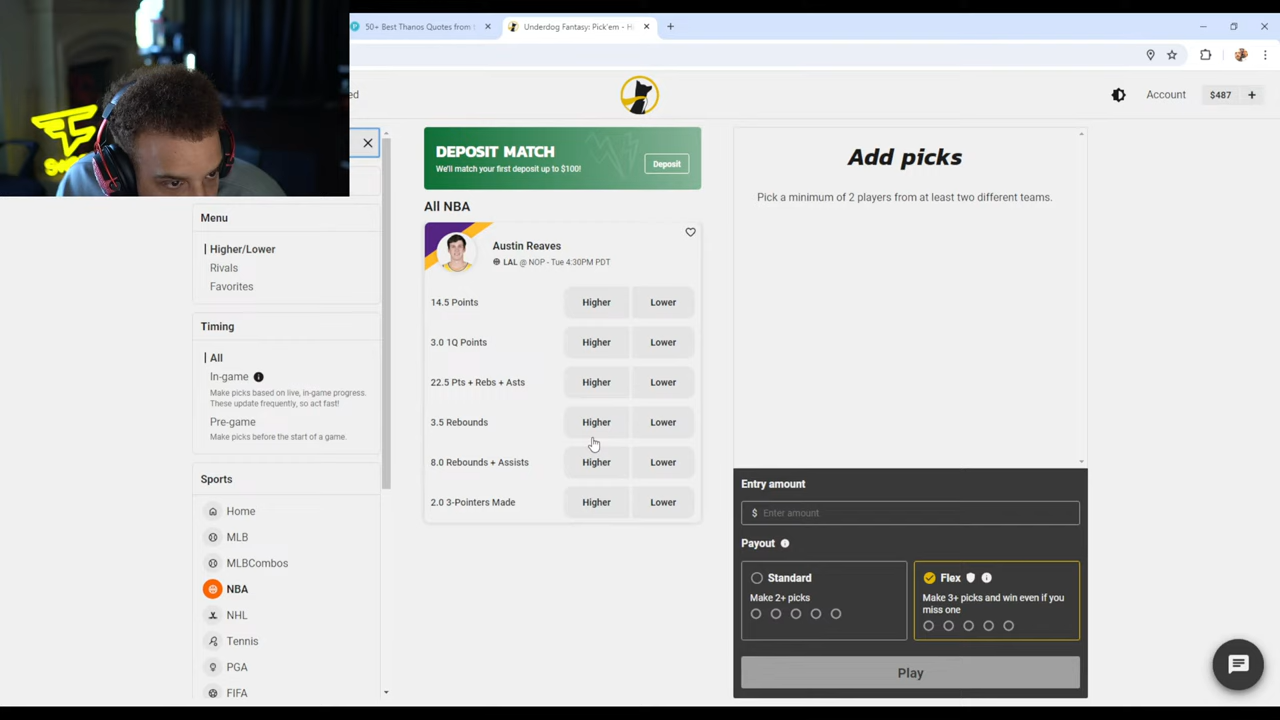 50+ Best Thanos Quotes from
Underdog Fantasy: Pick'em - H
Account
$487
DEPOSIT MATCH
We'll match your first deposit up to $100!
Deposit
All NBA
Austin Reaves
LAL @ NOP - Tue 4:30PM PDT
14.5 Points
Higher
Lower
3.0 1Q Points
Higher
Lower
22.5 Pts + Rebs + Asts
Higher
Lower
3.5 Rebounds
Higher
Lower
8.0 Rebounds + Assists
Higher
Lower
2.0 3-Pointers Made
Higher
Lower
Menu
Higher/Lower
Rivals
Favorites
Timing
All
In-game
Make picks based on live, in-game progress.
These update frequently, so act fast!
Pre-game
Make picks before the start of a game.
Sports
Home
MLB
MLBCombos
NBA
NHL
Tennis
PGA
FIFA
Add picks
Pick a minimum of 2 players from at least two different teams.
Entry amount
$ Enter amount
Payout
Standard
Make 2+ picks
Flex
Make 3+ picks and win even if you
miss one
Play